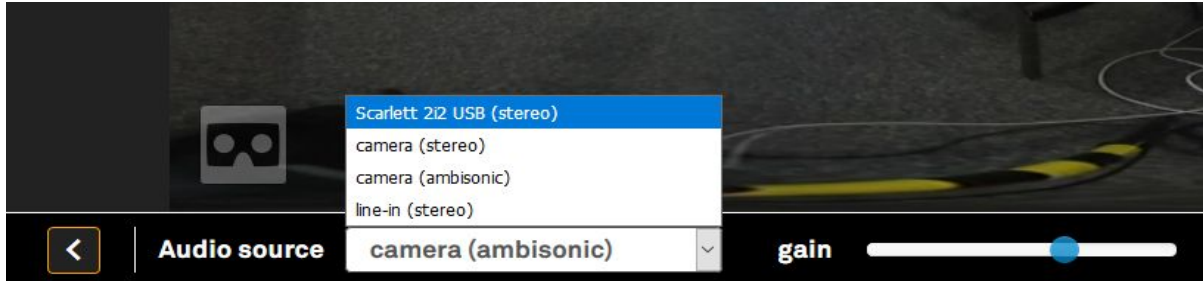 Scarlett 2i2 USB (stereo)
camera (stereo)
camera (ambisonic)
line-in (stereo)
Audio source camera (ambisonic) gain